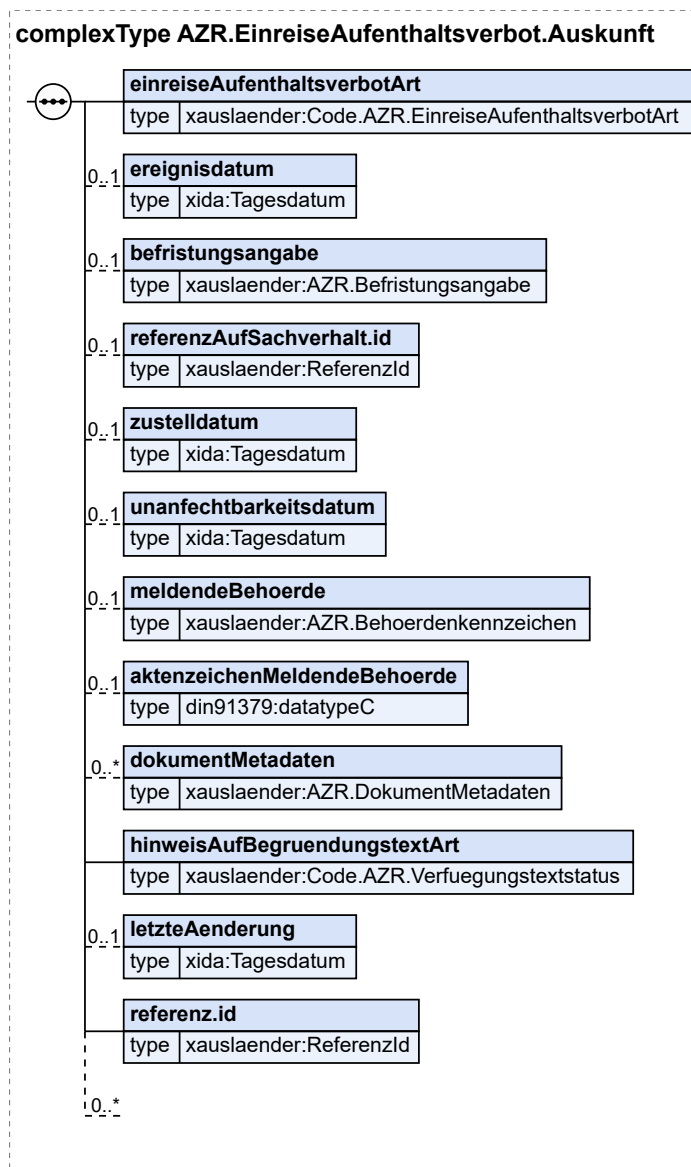 complexType AZR.EinreiseAufenthaltsverbot.Auskunft
einreiseAufenthaltsverbotArt
type xauslaender:Code.AZR.EinreiseAufenthaltsverbotArt
0..1 ereignisdatum
type xida:Tagesdatum
0..1 befristungsangabe
type xauslaender:AZR.Befristungsangabe
0..1 referenzAufSachverhalt.id
type xauslaender:ReferenzId
0..1 zustelldatum
type xida:Tagesdatum
0..1 unanfechtbarkeitsdatum
type xida:Tagesdatum
0..1 meldendeBehoerde
type xauslaender:AZR.Behoerdenkennzeichen
0..1 aktenzeichenMeldendeBehoerde
type din91379:datatypeC
0..* dokumentMetadaten
type xauslaender:AZR.DokumentMetadaten
hinweisAufBegruendungstextArt
type xauslaender:Code.AZR.Verfuegungstextstatus
0..1 letzteAenderung
type xida:Tagesdatum
referenz.id
type xauslaender:ReferenzId
0..*